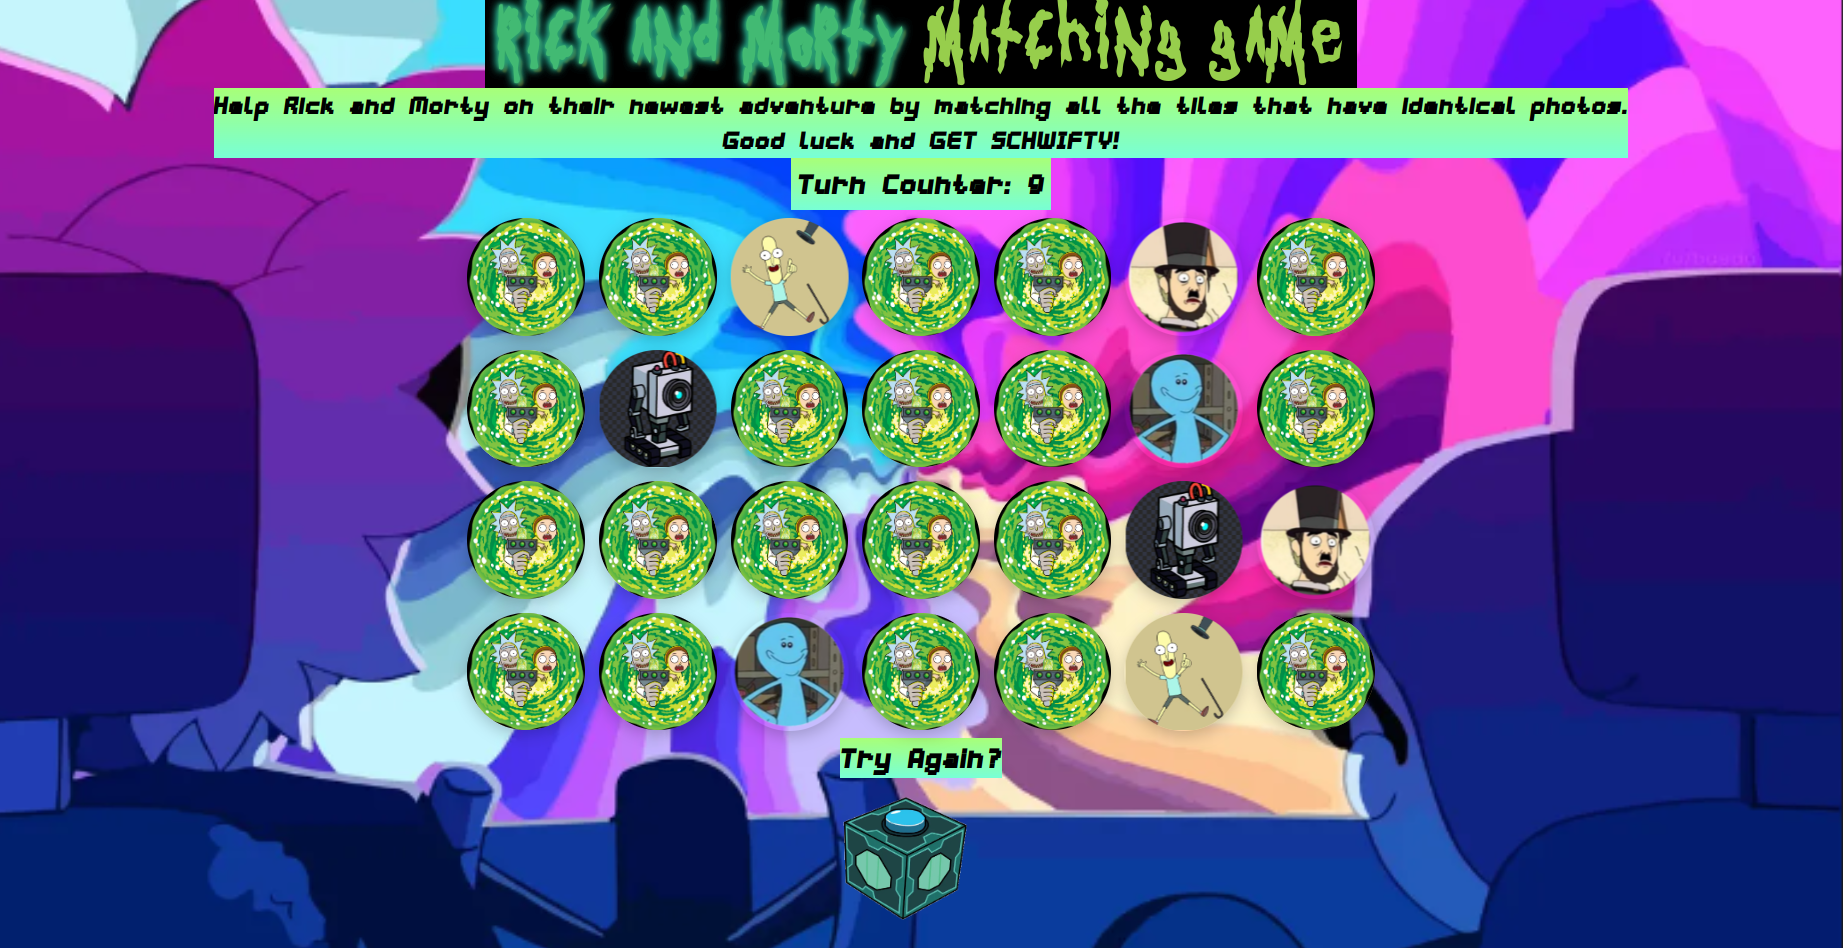 Rick and Morty Matching Game
Help Rick and Morty on their newest adventure by matching all the tiles that have identical photos.
Good luck and GET SCHWIFTY!
Turn Counter: 9
Try Again?